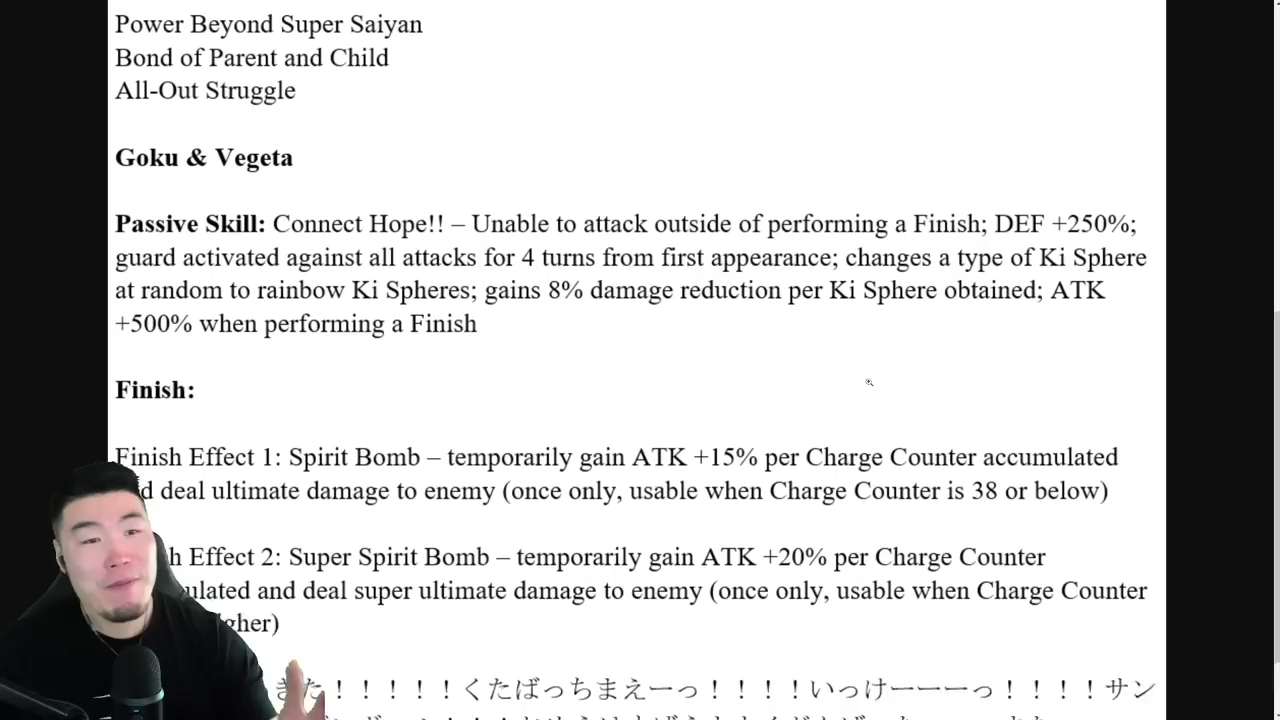 Power Beyond Super Saiyan
Bond of Parent and Child
All-Out Struggle
Goku & Vegeta
Passive Skill: Connect Hope!! – Unable to attack outside of performing a Finish; DEF +250%;
guard activated against all attacks for 4 turns from first appearance; changes a type of Ki Sphere
at random to rainbow Ki Spheres; gains 8% damage reduction per Ki Sphere obtained; ATK
+500% when performing a Finish
Finish:
Finish Effect 1: Spirit Bomb – temporarily gain ATK +15% per Charge Counter accumulated
deal ultimate damage to enemy (once only, usable when Charge Counter is 38 or below)
Effect 2: Super Spirit Bomb – temporarily gain ATK +20% per Charge Counter
and deal super ultimate damage to enemy (once only, usable when Charge Counter
きた!!!!!くたばっちまえーっ!!!!いっけーーーっ!!!!サン